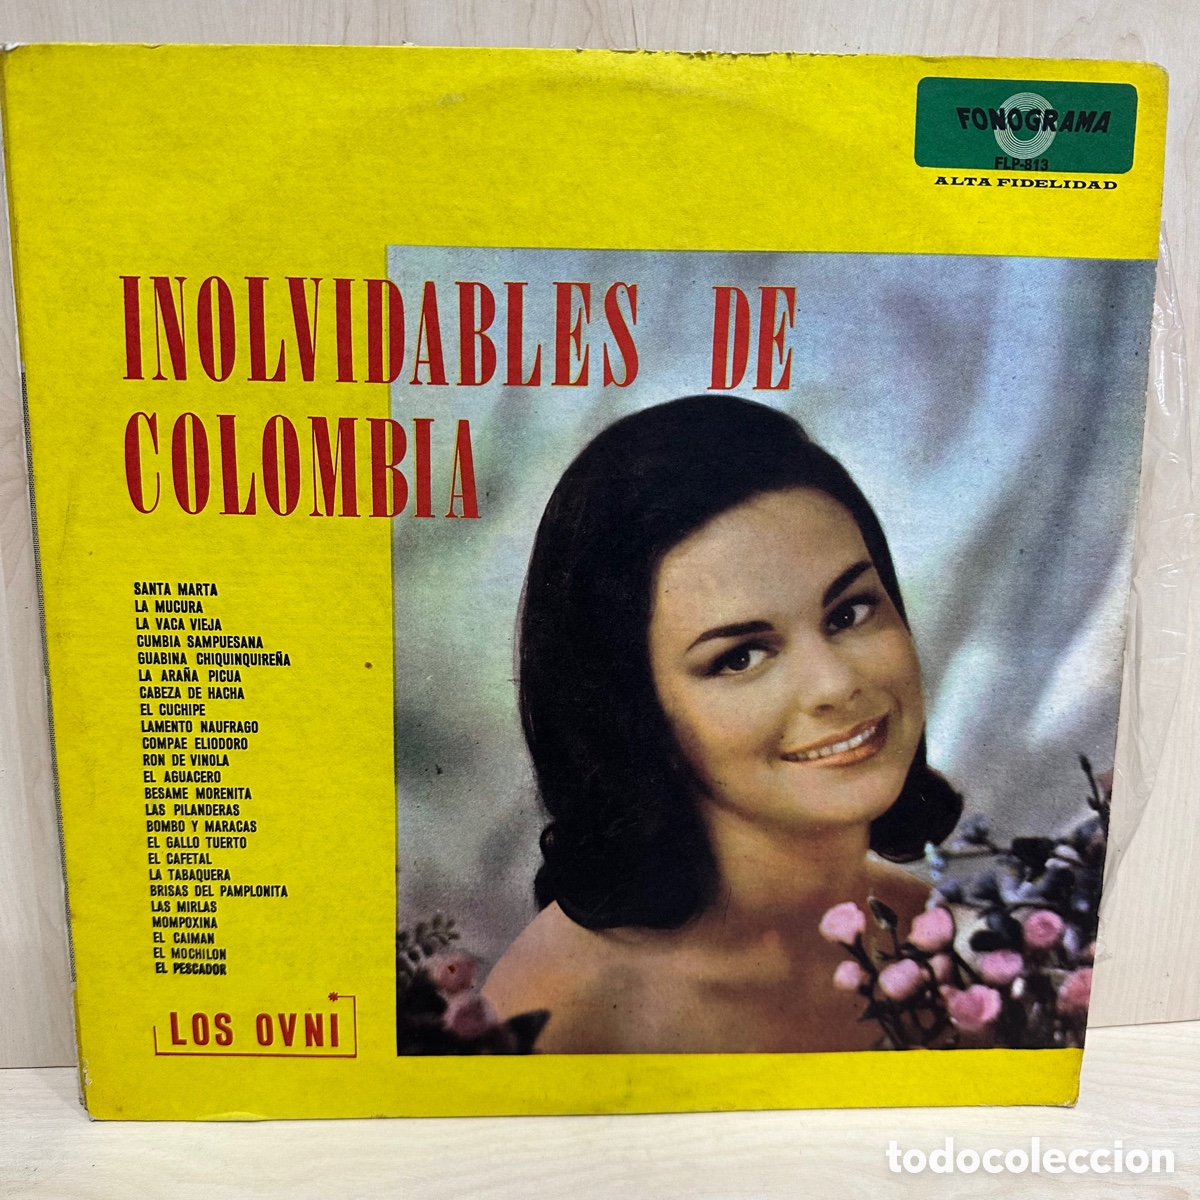 FONOGRAMA
FLP-813
ALTA FIDELIDAD
INOLVIDABLES DE
COLOMBIA
SANTA MARTA
LA MUCURA
LA VACA VIEJA
CUMBIA SAMPUESANA
GUABINA CHIQUINQUIREÑA
LA ARAÑA PICUA
CABEZA DE HACHA
EL CUCHIPE
LAMENTO NAUFRAGO
COMPAE ELIODORO
RON DE VINOLA
EL AGUACERO
BESAME MORENITA
LAS PILANDERAS
BOMBO Y MARACAS
EL GALLO TUERTO
EL CAFETAL
LA TABAQUERA
BRISAS DEL PAMPLONITA
LAS MIRLAS
MOMPOXINA
EL CAIMAN
EL MOCHILON
EL PESCADOR
LOS OVNI
todocoleccion